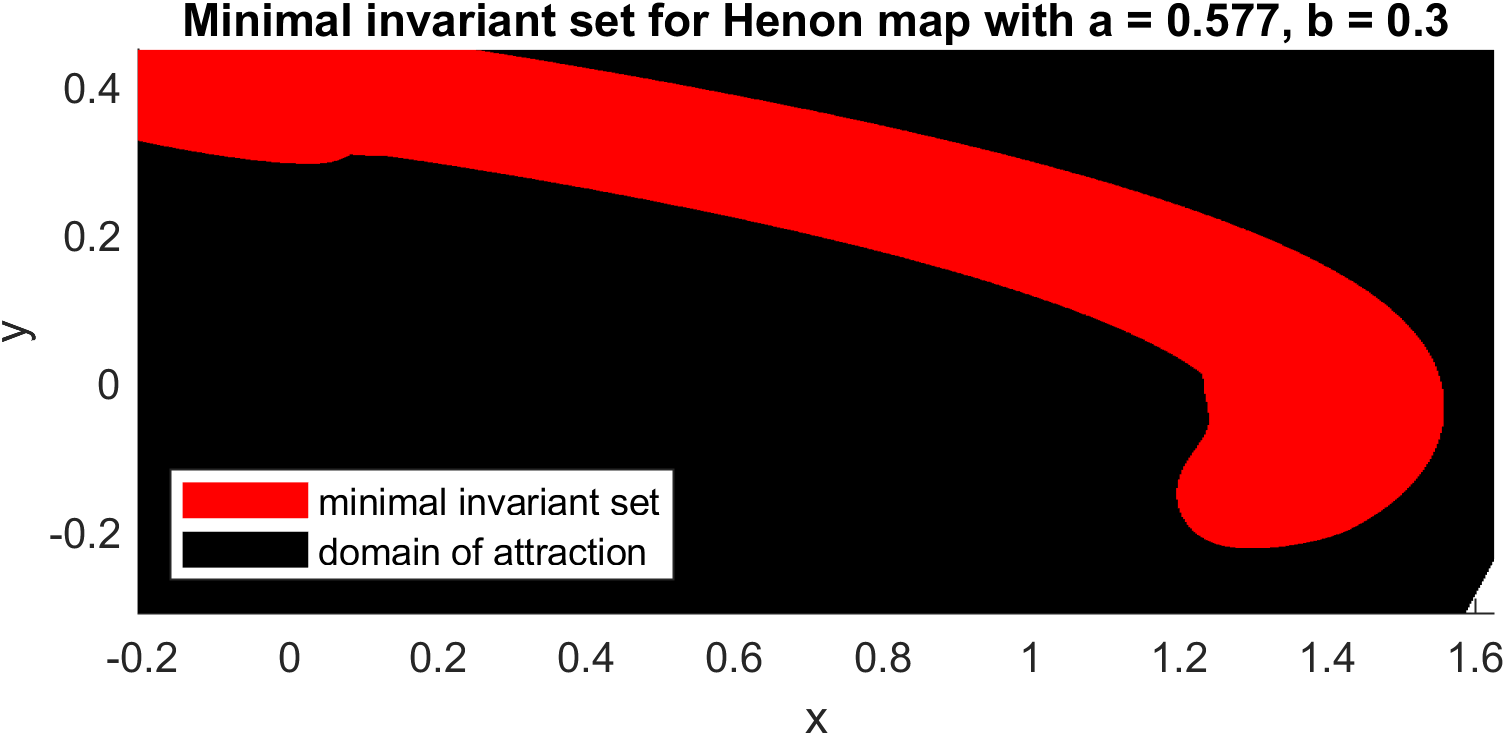 Minimal invariant set for Henon map with a = 0.577, b = 0.3
0.4
0.2
0
-0.2
y
minimal invariant set
domain of attraction
-0.2 0 0.2 0.4 0.6 0.8 1 1.2 1.4 1.6
x